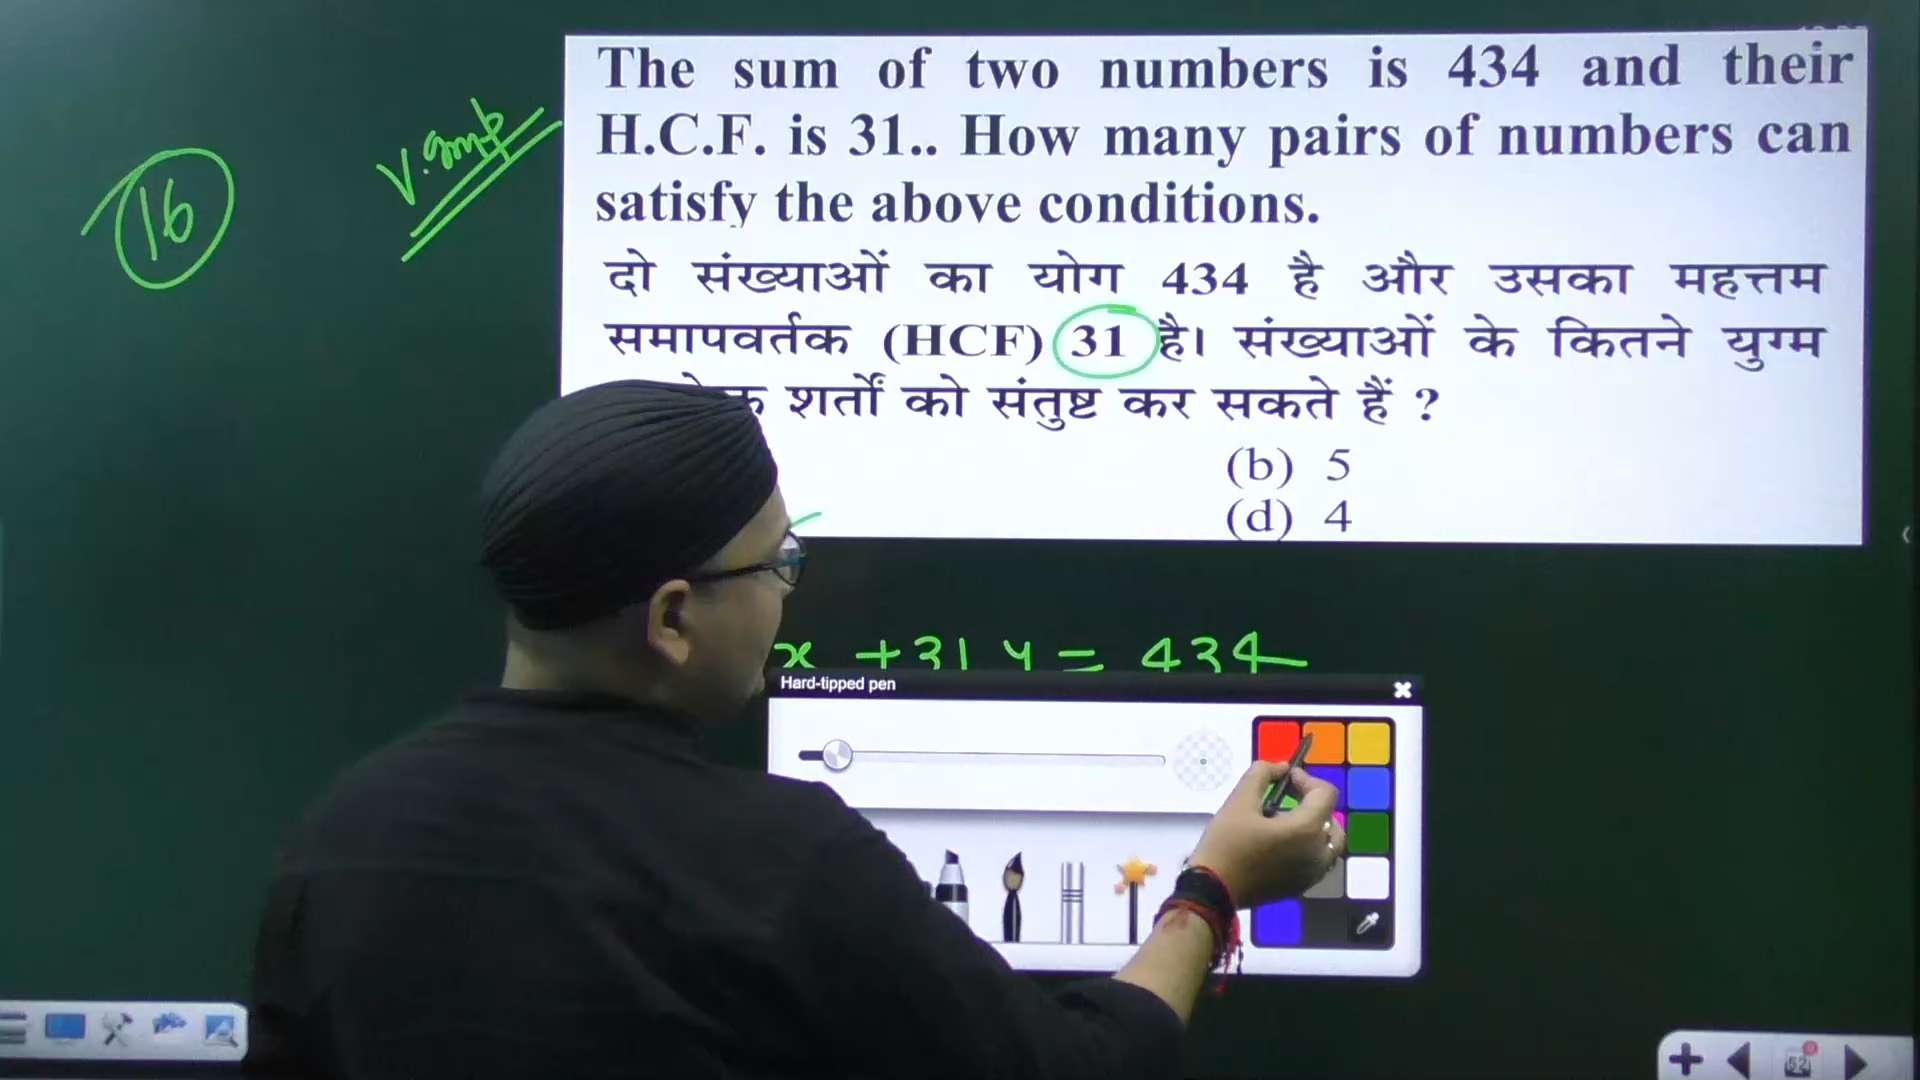 The sum of two numbers is 434 and their
H.C.F. is 31.. How many pairs of numbers can
satisfy the above conditions.
दो संख्याओं का योग 434 है और उसका महत्तम
समापवर्तक (HCF) 31 है। संख्याओं के कितने युग्म
शर्तों को संतुष्ट कर सकते हैं ?
(b) 5
(d) 4
16
V. Imp
x + 31 y = 434
Hard-tipped pen
52